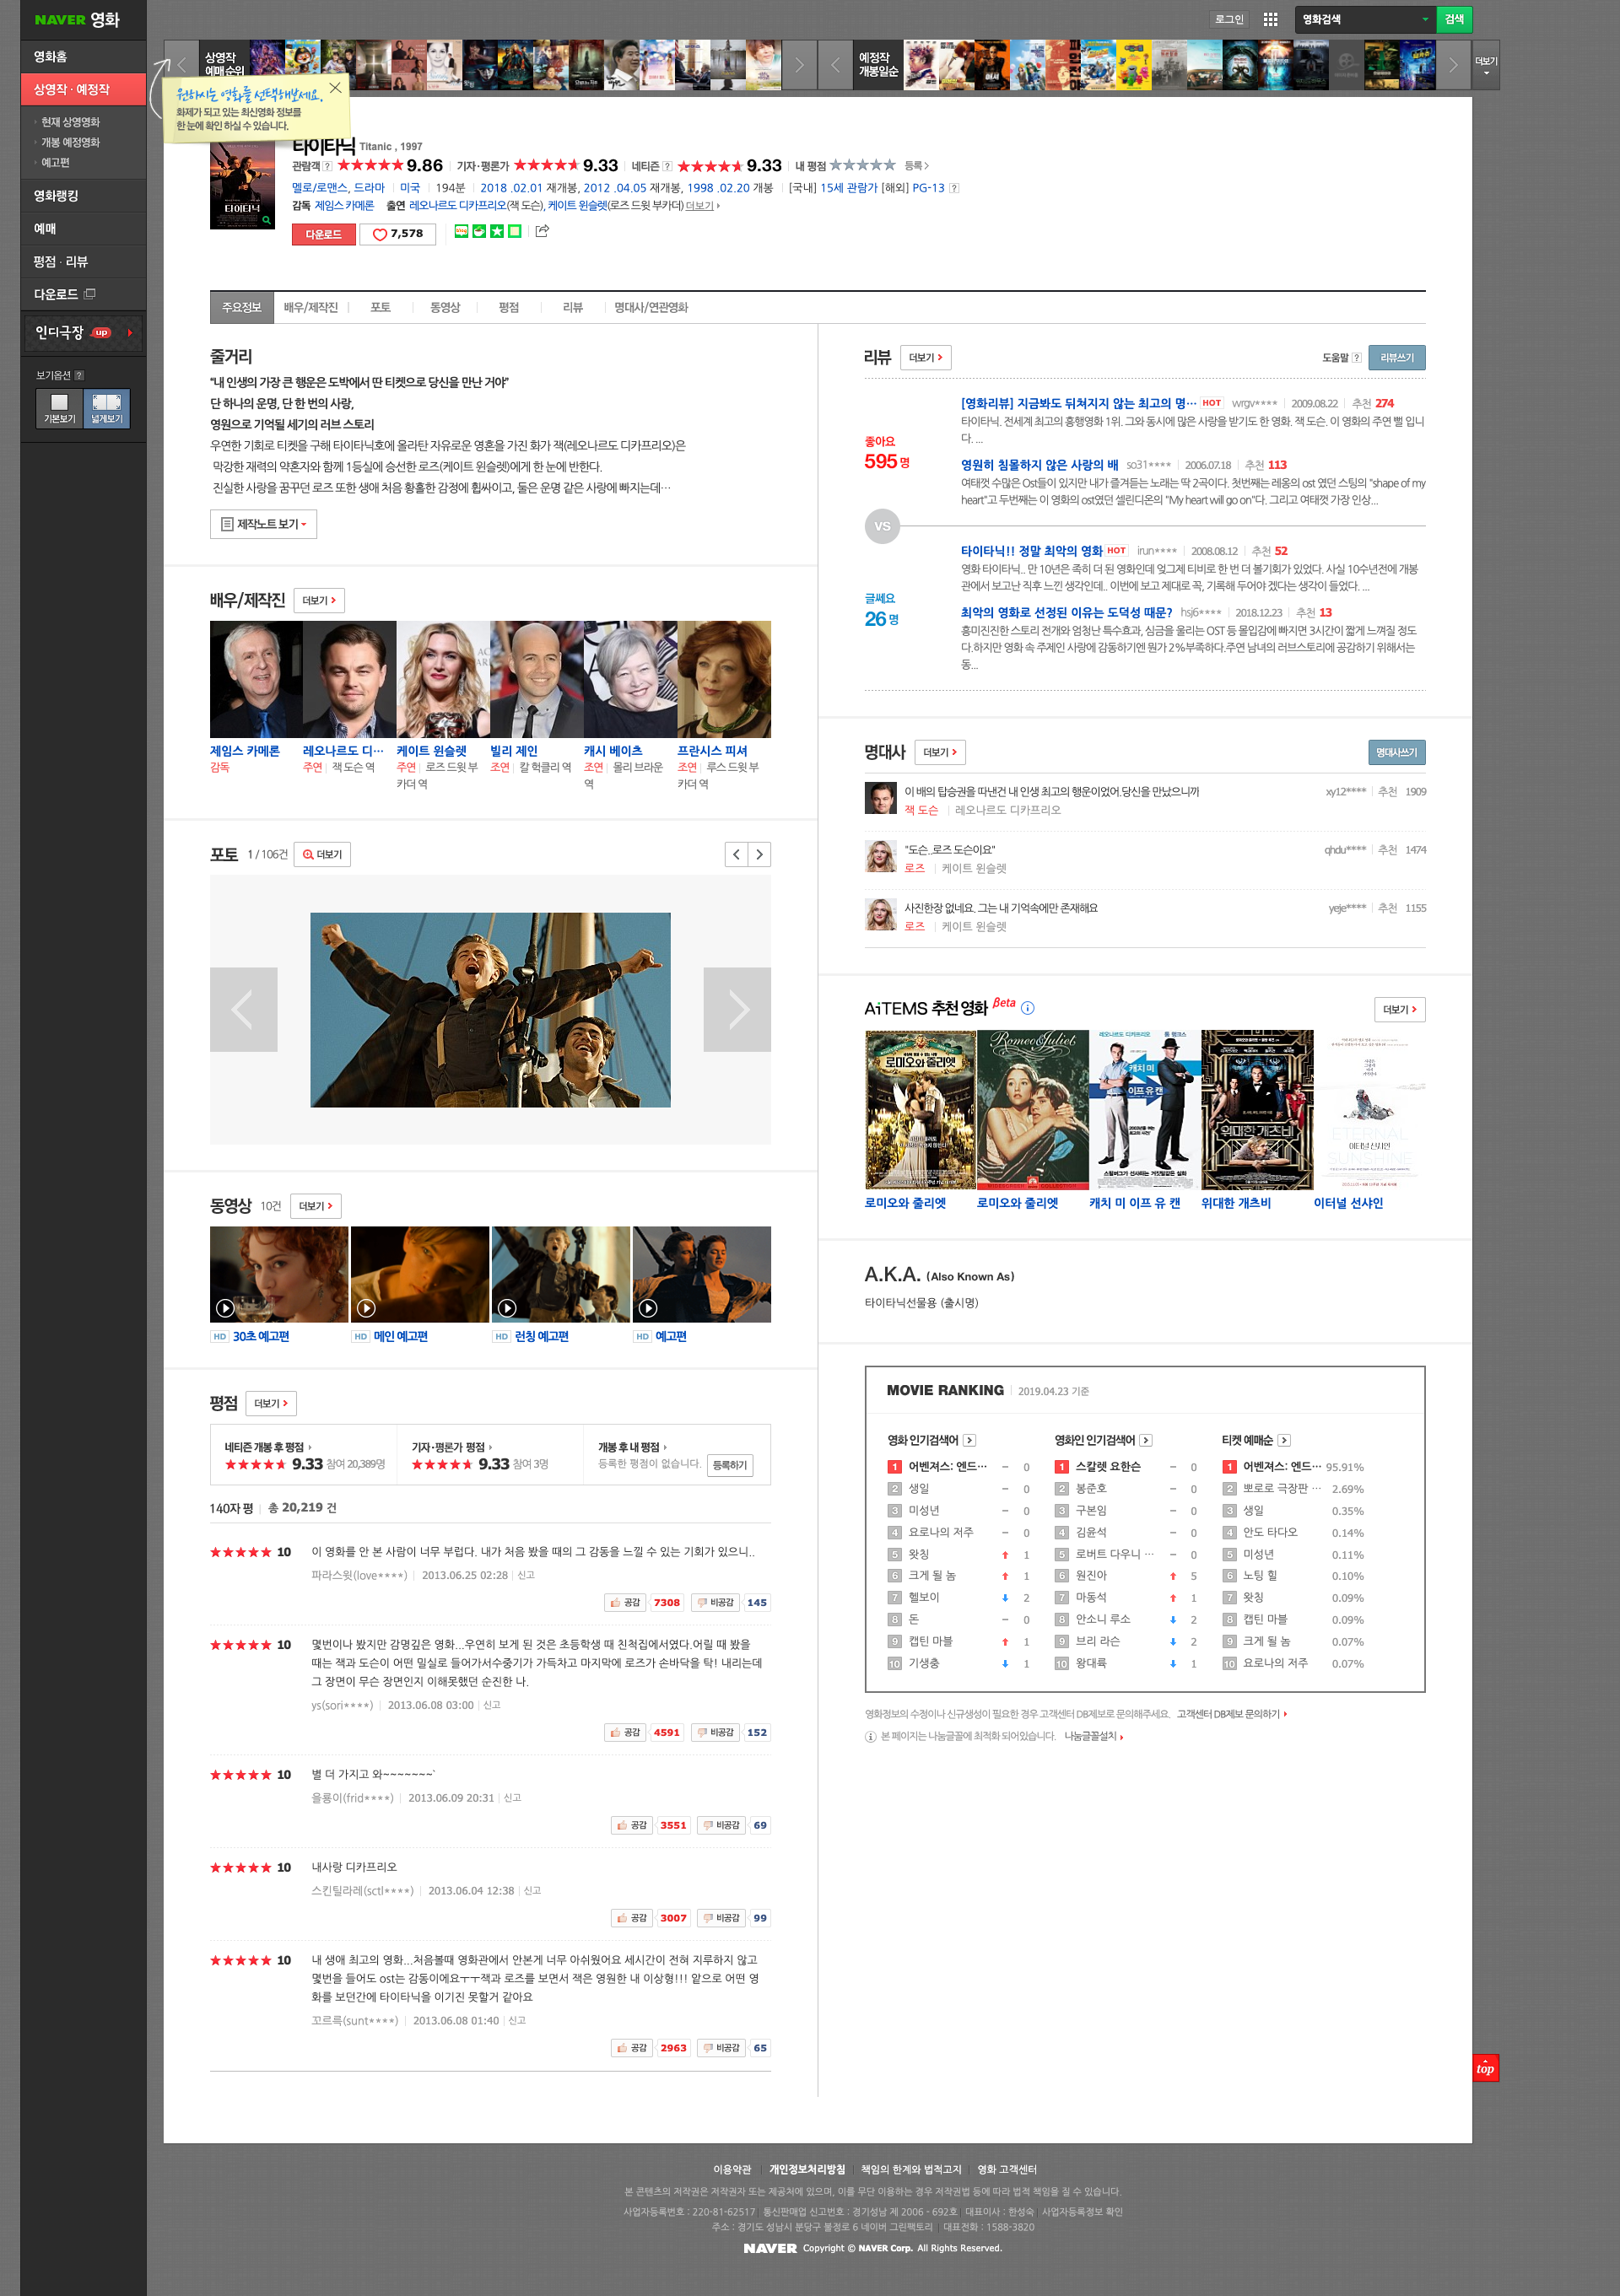 NAVER 영화
로그인
영화검색
검색
영화홈
상영작 · 예정작
현재 상영영화
개봉 예정영화
예고편
영화랭킹
예매
평점 · 리뷰
다운로드
인디극장 up
보기옵션 ?
기본보기
넓게보기
상영작
예매순위
예정작
개봉일순
더보기
원하시는 영화를 선택해보세요.
화제가 되고 있는 최신영화 정보를
한 눈에 확인 하실 수 있습니다.
타이타닉
타이타닉 Titanic , 1997
관람객 ? 9.86 기자·평론가 9.33 네티즌 ? 9.33 내 평점 등록
멜로/로맨스, 드라마 미국 194분 2018 .02.01 재개봉, 2012 .04.05 재개봉, 1998 .02.20 개봉 [국내] 15세 관람가 [해외] PG-13 ?
감독 제임스 카메론 출연 레오나르도 디카프리오(잭 도슨), 케이트 윈슬렛(로즈 드윗 부카더) 더보기
다운로드 7,578
주요정보 배우/제작진 포토 동영상 평점 리뷰 명대사/연관영화
줄거리
"내 인생의 가장 큰 행운은 도박에서 딴 티켓으로 당신을 만난 거야"
단 하나의 운명, 단 한 번의 사랑,
영원으로 기억될 세기의 러브 스토리
우연한 기회로 티켓을 구해 타이타닉호에 올라탄 자유로운 영혼을 가진 화가 잭(레오나르도 디카프리오)은
막강한 재력의 약혼자와 함께 1등실에 승선한 로즈(케이트 윈슬렛)에게 한 눈에 반한다.
진실한 사랑을 꿈꾸던 로즈 또한 생애 처음 황홀한 감정에 휩싸이고, 둘은 운명 같은 사랑에 빠지는데…
제작노트 보기
배우/제작진 더보기
제임스 카메론
감독
레오나르도 디…
주연 잭 도슨 역
케이트 윈슬렛
주연 로즈 드윗 부
카더 역
빌리 제인
조연 칼 헉클리 역
캐시 베이츠
조연 몰리 브라운
역
프란시스 피셔
조연 루스 드윗 부
카더 역
포토 1 / 106건 더보기
동영상 10건 더보기
HD 30초 예고편
HD 메인 예고편
HD 런칭 예고편
HD 예고편
평점 더보기
네티즌 개봉 후 평점
9.33 참여 20,389명
기자·평론가 평점
9.33 참여 3명
개봉 후 내 평점
등록한 평점이 없습니다. 등록하기
140자 평 총 20,219 건
10 이 영화를 안 본 사람이 너무 부럽다. 내가 처음 봤을 때의 그 감동을 느낄 수 있는 기회가 있으니..
파라스윗(love****) 2013.06.25 02:28 신고
공감 7308 비공감 145
10 몇번이나 봤지만 감명깊은 영화...우연히 보게 된 것은 초등학생 때 친척집에서였다.어릴 때 봤을
때는 잭과 도슨이 어떤 밀실로 들어가서수중기가 가득차고 마지막에 로즈가 손바닥을 탁! 내리는데
그 장면이 무슨 장면인지 이해못했던 순진한 나.
ys(sori****) 2013.06.08 03:00 신고
공감 4591 비공감 152
10 별 더 가지고 와~~~~~~~`
을룡이(frid****) 2013.06.09 20:31 신고
공감 3551 비공감 69
10 내사랑 디카프리오
스킨틸라레(sctl****) 2013.06.04 12:38 신고
공감 3007 비공감 99
10 내 생애 최고의 영화...처음볼때 영화관에서 안본게 너무 아쉬웠어요 세시간이 전혀 지루하지 않고
몇번을 들어도 ost는 감동이에요ㅜㅜ잭과 로즈를 보면서 잭은 영원한 내 이상형!!! 앞으로 어떤 영
화를 보던간에 타이타닉을 이기진 못할거 같아요
꼬르륵(sunt****) 2013.06.08 01:40 신고
공감 2963 비공감 65
리뷰 더보기 도움말 ? 리뷰쓰기
좋아요
595 명
[영화리뷰] 지금봐도 뒤쳐지지 않는 최고의 명… HOT wrgv**** 2009.08.22 추천 274
타이타닉. 전세계 최고의 흥행영화 1위. 그와 동시에 많은 사랑을 받기도 한 영화. 잭 도슨. 이 영화의 주연 뻴 입니
다. ...
영원히 침몰하지 않은 사랑의 배 so31**** 2006.07.18 추천 113
여태껏 수많은 Ost들이 있지만 내가 즐겨듣는 노래는 딱 2곡이다. 첫번째는 레옹의 ost 였던 스팅의 "shape of my
heart"고 두번째는 이 영화의 ost였던 셀린디온의 "My heart will go on"다. 그리고 여태껏 가장 인상...
VS
글쎄요
26 명
타이타닉!! 정말 최악의 영화 HOT irun**** 2008.08.12 추천 52
영화 타이타닉.. 만 10년은 족히 더 된 영화인데 엊그제 티비로 한 번 더 볼기회가 있었다. 사실 10수년전에 개봉
관에서 보고난 직후 느낀 생각인데.. 이번에 보고 제대로 꼭, 기록해 두어야 겠다는 생각이 들었다. ...
최악의 영화로 선정된 이유는 도덕성 때문? hsj6**** 2018.12.23 추천 13
흥미진진한 스토리 전개와 엄청난 특수효과, 심금을 울리는 OST 등 몰입감에 빠지면 3시간이 짧게 느껴질 정도
다.하지만 영화 속 주제인 사랑에 감동하기엔 뭔가 2%부족하다.주연 남녀의 러브스토리에 공감하기 위해서는
동...
명대사 더보기 명대사쓰기
이 배의 탑승권을 따낸건 내 인생 최고의 행운이었어.당신을 만났으니까 xy12**** 추천 1909
잭 도슨 레오나르도 디카프리오
"도슨..로즈 도슨이요" qhdu**** 추천 1474
로즈 케이트 윈슬렛
사진한장 없네요. 그는 내 기억속에만 존재해요 yeje**** 추천 1155
로즈 케이트 윈슬렛
AiTEMS 추천 영화 Beta 더보기
로미오와 줄리엣
Romeo & Juliet
레오나르도 디카프리오 톰 행크스
캐치 미
이프 유 캔
위대한 개츠비
ETERNAL
SUNSHINE
이터널 선샤인
로미오와 줄리엣
로미오와 줄리엣
캐치 미 이프 유 캔
위대한 개츠비
이터널 선샤인
A.K.A. (Also Known As)
타이타닉선물용 (출시명)
MOVIE RANKING 2019.04.23 기준
영화 인기검색어
1 어벤져스: 엔드… 0
2 생일 0
3 미성년 0
4 요로나의 저주 0
5 왓칭 1
6 크게 될 놈 1
7 헬보이 2
8 돈 0
9 캡틴 마블 1
10 기생충 1
영화인 인기검색어
1 스칼렛 요한슨 0
2 봉준호 0
3 구본임 0
4 김윤석 0
5 로버트 다우니 … 0
6 원진아 5
7 마동석 1
8 안소니 루소 2
9 브리 라슨 2
10 왕대륙 1
티켓 예매순
1 어벤져스: 엔드… 95.91%
2 뽀로로 극장판 … 2.69%
3 생일 0.35%
4 안도 타다오 0.14%
5 미성년 0.11%
6 노팅 힐 0.10%
7 왓칭 0.09%
8 캡틴 마블 0.09%
9 크게 될 놈 0.07%
10 요로나의 저주 0.07%
영화정보의 수정이나 신규생성이 필요한 경우 고객센터 DB제보로 문의해주세요. 고객센터 DB제보 문의하기
본 페이지는 나눔글꼴에 최적화 되어있습니다. 나눔글꼴설치
top
이용약관 개인정보처리방침 책임의 한계와 법적고지 영화 고객센터
본 콘텐츠의 저작권은 저작권자 또는 제공처에 있으며, 이를 무단 이용하는 경우 저작권법 등에 따라 법적 책임을 질 수 있습니다.
사업자등록번호 : 220-81-62517 통신판매업 신고번호 : 경기성남 제 2006 - 692호 대표이사 : 한성숙 사업자등록정보 확인
주소 : 경기도 성남시 분당구 불정로 6 네이버 그린팩토리 대표전화 : 1588-3820
NAVER Copyright © NAVER Corp. All Rights Reserved.